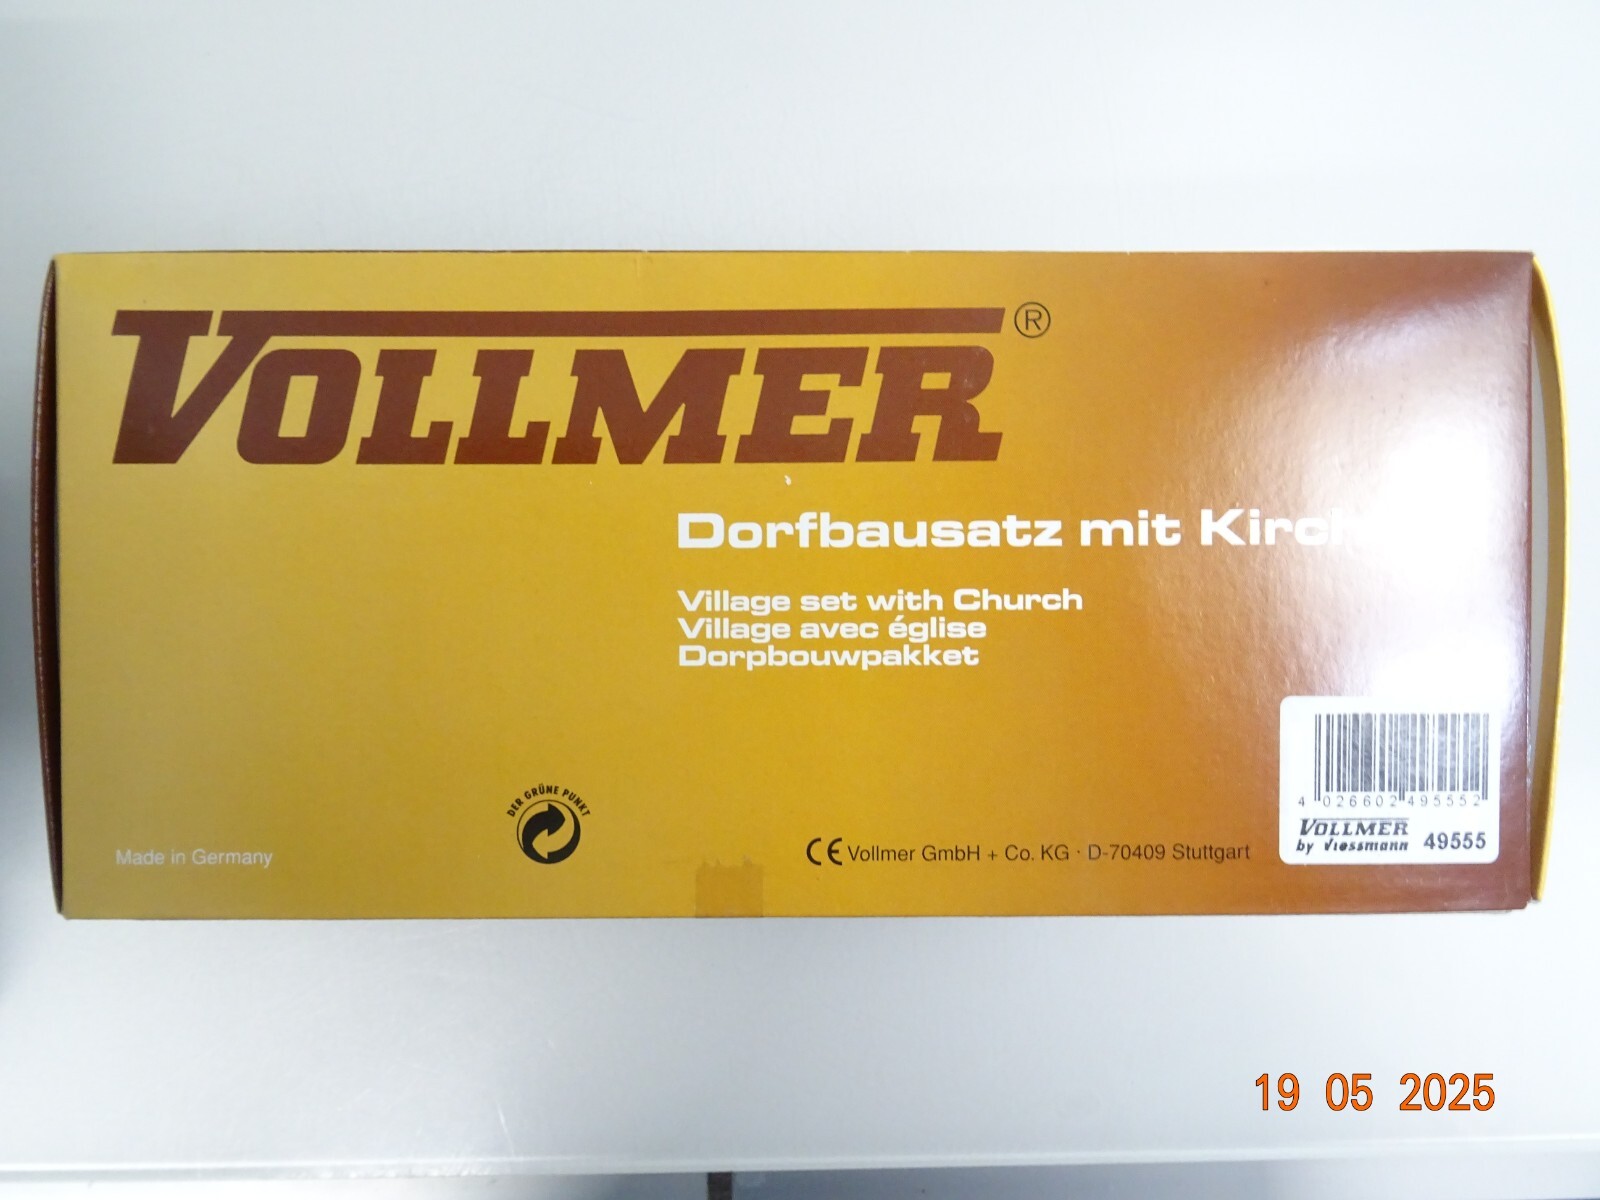 VOLLMER®
Dorfbausatz mit
Village set with Church
Village avec église
Dorpbouwpakket
4 026602 495552
VOLLMER
by Viessmann 49555
DER GRÜNE PUNKT
Made in Germany
CE Vollmer GmbH + Co. KG · D-70409 Stuttgart
19 05 2025